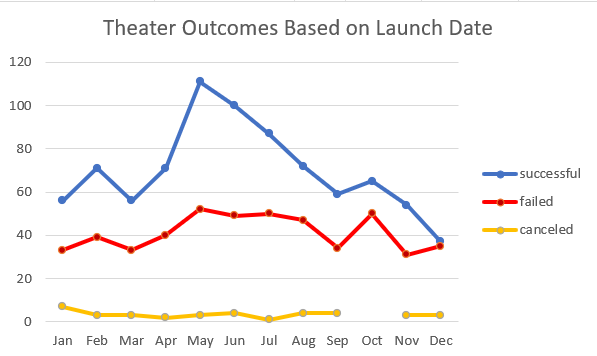 Theater Outcomes Based on Launch Date
120
100
80
60
40
20
0
Jan Feb Mar Apr May Jun Jul Aug Sep Oct Nov Dec
successful
failed
canceled